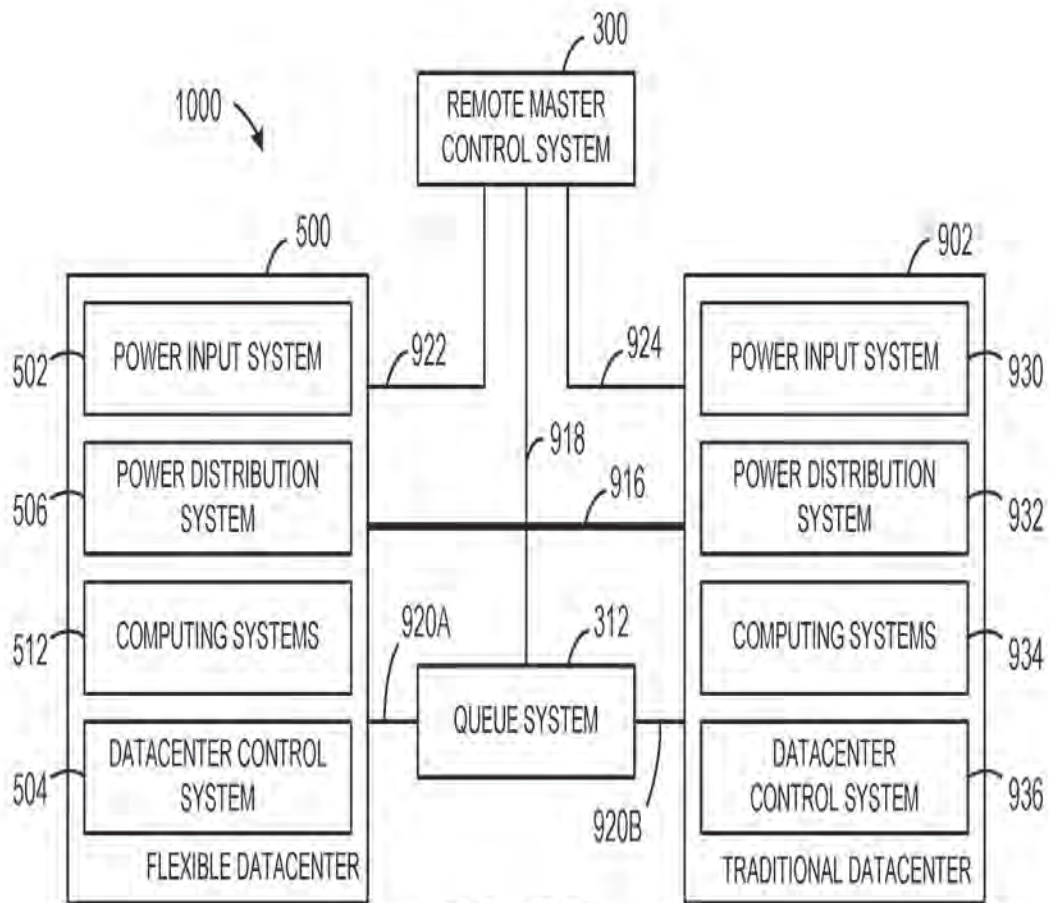 300
REMOTE MASTER
CONTROL SYSTEM
1000
500
902
POWER INPUT SYSTEM
502
922
924
POWER INPUT SYSTEM
930
918
POWER DISTRIBUTION
SYSTEM
506
916
POWER DISTRIBUTION
SYSTEM
932
COMPUTING SYSTEMS
512
920A
312
COMPUTING SYSTEMS
934
QUEUE SYSTEM
DATACENTER CONTROL
SYSTEM
504
920B
DATACENTER
CONTROL SYSTEM
936
FLEXIBLE DATACENTER
TRADITIONAL DATACENTER